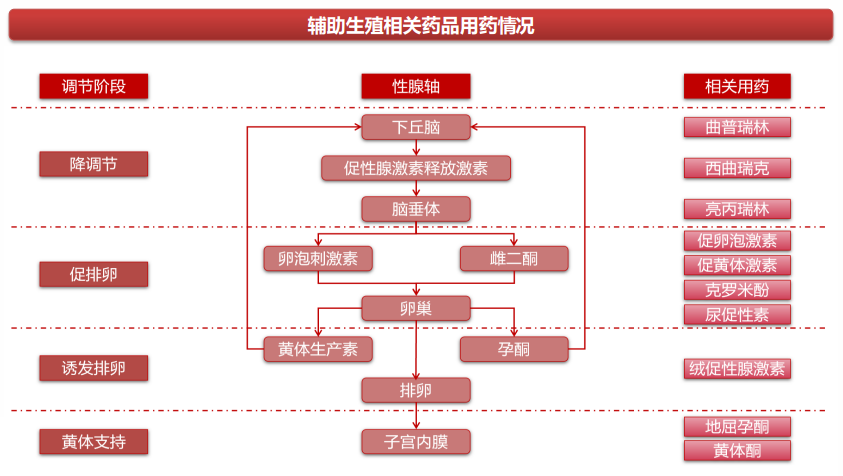 辅助生殖相关药品用药情况
调节阶段
性腺轴
相关用药
下丘脑
曲普瑞林
降调节
促性腺激素释放激素
西曲瑞克
脑垂体
亮丙瑞林
促卵泡激素
卵泡刺激素
雌二酮
促黄体激素
促排卵
克罗米酚
卵巢
尿促性素
黄体生产素
孕酮
诱发排卵
绒促性腺激素
排卵
地屈孕酮
黄体支持
子宫内膜
黄体酮